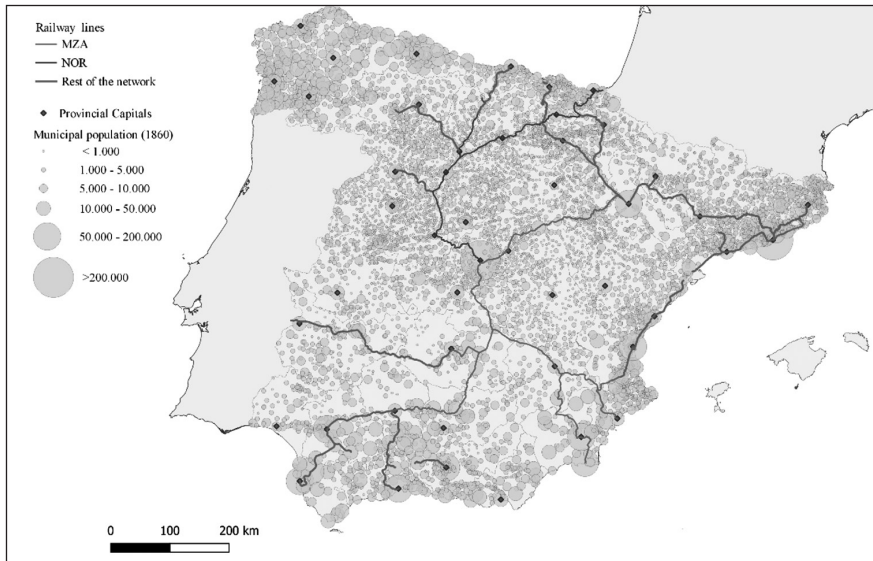 Railway lines
MZA
NOR
Rest of the network
Provincial Capitals
Municipal population (1860)
< 1.000
1.000 - 5.000
5.000 - 10.000
10.000 - 50.000
50.000 - 200.000
>200.000
0 100 200 km